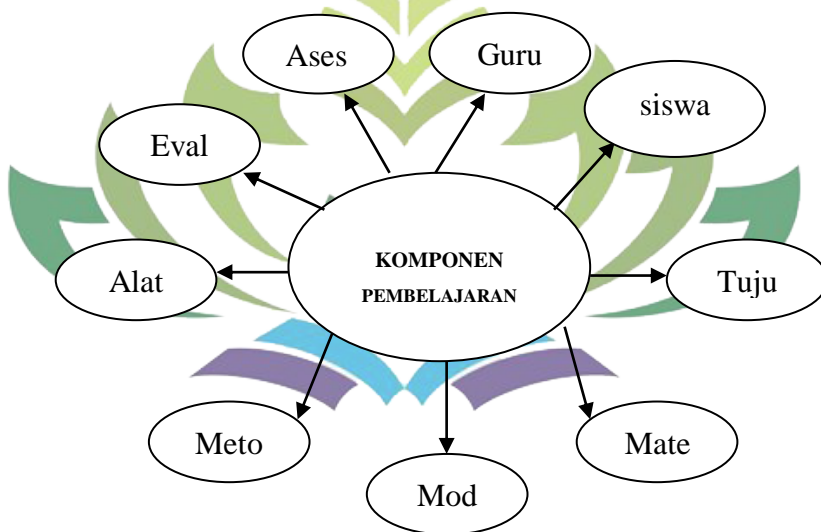 Ases
Guru
siswa
Eval
KOMPONEN
PEMBELAJARAN
Alat
Tuju
Meto
Mate
Mod